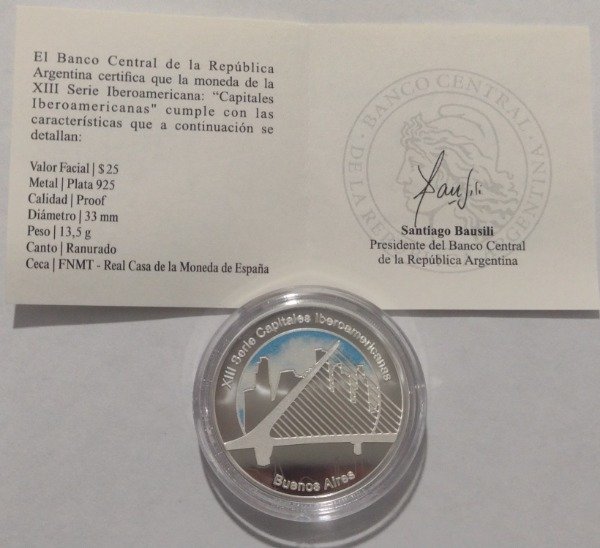 El Banco Central de la República
Argentina certifica que la moneda de la
XIII Serie Iberoamericana: “Capitales
Iberoamericanas" cumple con las
características que a continuación se
detallan:
Valor Facial | $ 25
Metal | Plata 925
Calidad | Proof
Diámetro | 33 mm
Peso | 13,5 g
Canto | Ranurado
Ceca | FNMT - Real Casa de la Moneda de España
BANCO CENTRAL
DE LA REPÚBLICA ARGENTINA
Bausili
Santiago Bausili
Presidente del Banco Central
de la República Argentina
XIII Serie Capitales Iberoamericanas
Buenos Aires